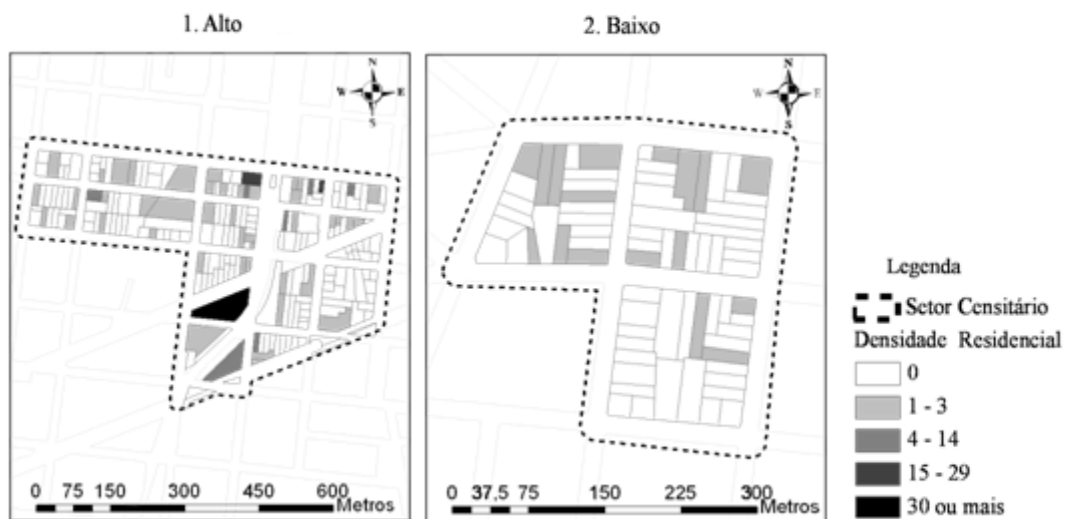 1. Alto
2. Baixo
N
W E
S
N
W E
S
0 75 150 300 450 600
Metros
0 37,5 75 150 225 300
Metros
Legenda
Setor Censitário
Densidade Residencial
0
1 - 3
4 - 14
15 - 29
30 ou mais